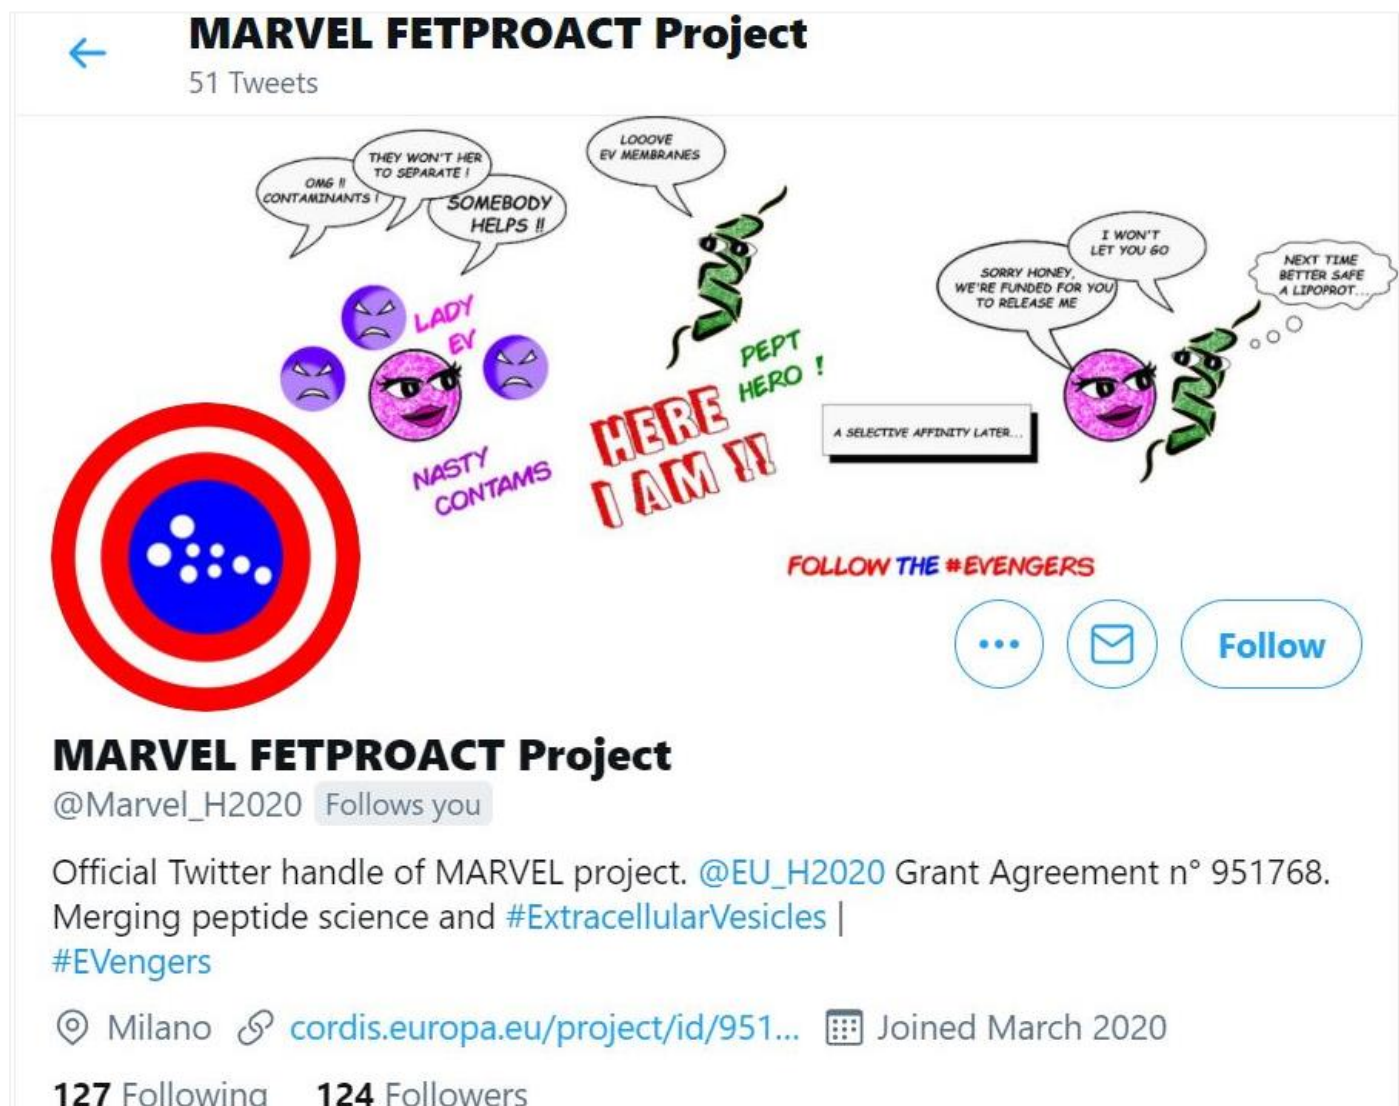 MARVEL FETPROACT Project
51 Tweets
OMG !!
CONTAMINANTS !
THEY WON'T HER
TO SEPARATE !
SOMEBODY
HELPS !!
LOOOVE
EV MEMBRANES
LADY
EV
NASTY
CONTAMS
PEPT
HERO !
HERE
I AM !!
A SELECTIVE AFFINITY LATER...
SORRY HONEY,
WE'RE FUNDED FOR YOU
TO RELEASE ME
I WON'T
LET YOU GO
NEXT TIME
BETTER SAFE
A LIPOPROT...
FOLLOW THE #EVENGERS
Follow
MARVEL FETPROACT Project
@Marvel_H2020 Follows you
Official Twitter handle of MARVEL project. @EU_H2020 Grant Agreement n° 951768.
Merging peptide science and #ExtracellularVesicles |
#EVengers
Milano cordis.europa.eu/project/id/951... Joined March 2020
127 Following 124 Followers